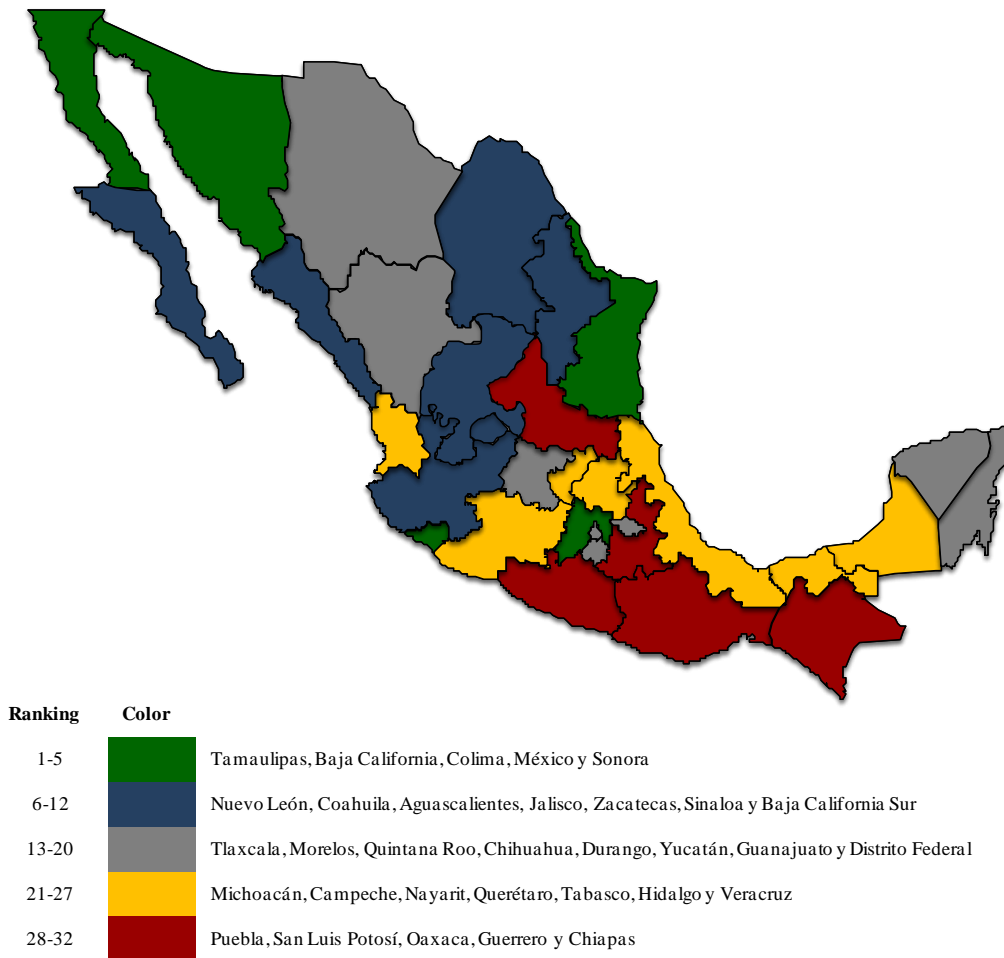 Ranking Color
1-5 Tamaulipas, Baja California, Colima, México y Sonora
6-12 Nuevo León, Coahuila, Aguascalientes, Jalisco, Zacatecas, Sinaloa y Baja California Sur
13-20 Tlaxcala, Morelos, Quintana Roo, Chihuahua, Durango, Yucatán, Guanajuato y Distrito Federal
21-27 Michoacán, Campeche, Nayarit, Querétaro, Tabasco, Hidalgo y Veracruz
28-32 Puebla, San Luis Potosí, Oaxaca, Guerrero y Chiapas